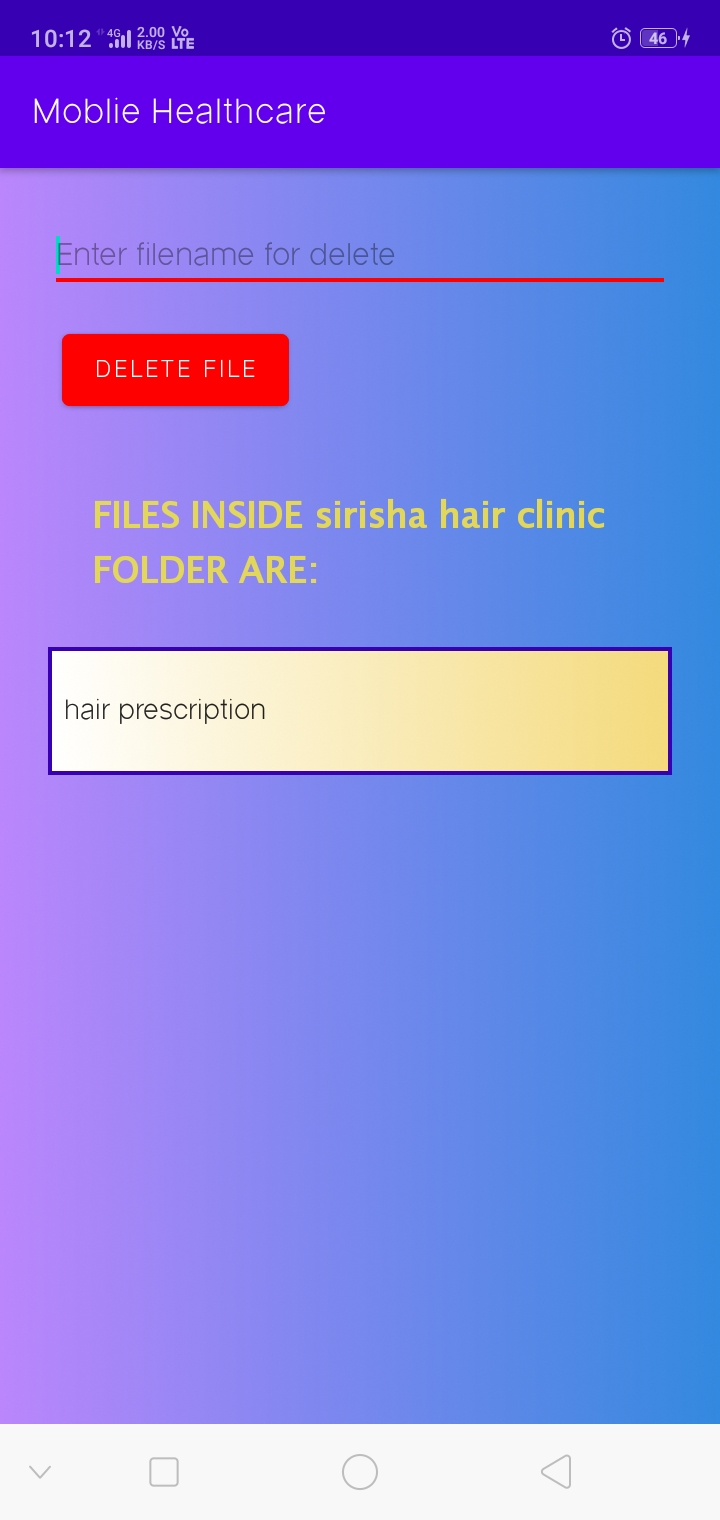 10:12 4G 2.00 KB/S Vo LTE 46
Moblie Healthcare
Enter filename for delete
DELETE FILE
FILES INSIDE sirisha hair clinic
FOLDER ARE:
hair prescription